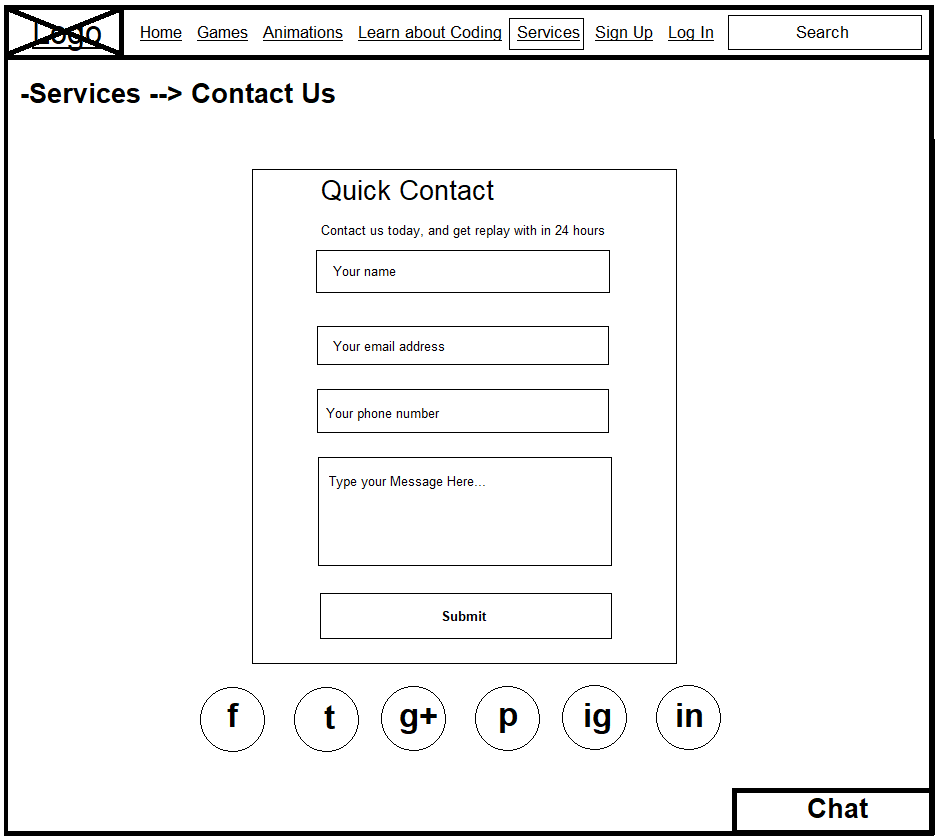 Logo Home Games Animations Learn about Coding Services Sign Up Log In Search
-Services --> Contact Us
Quick Contact
Contact us today, and get replay with in 24 hours
Your name
Your email address
Your phone number
Type your Message Here...
Submit
f t g+ p ig in
Chat